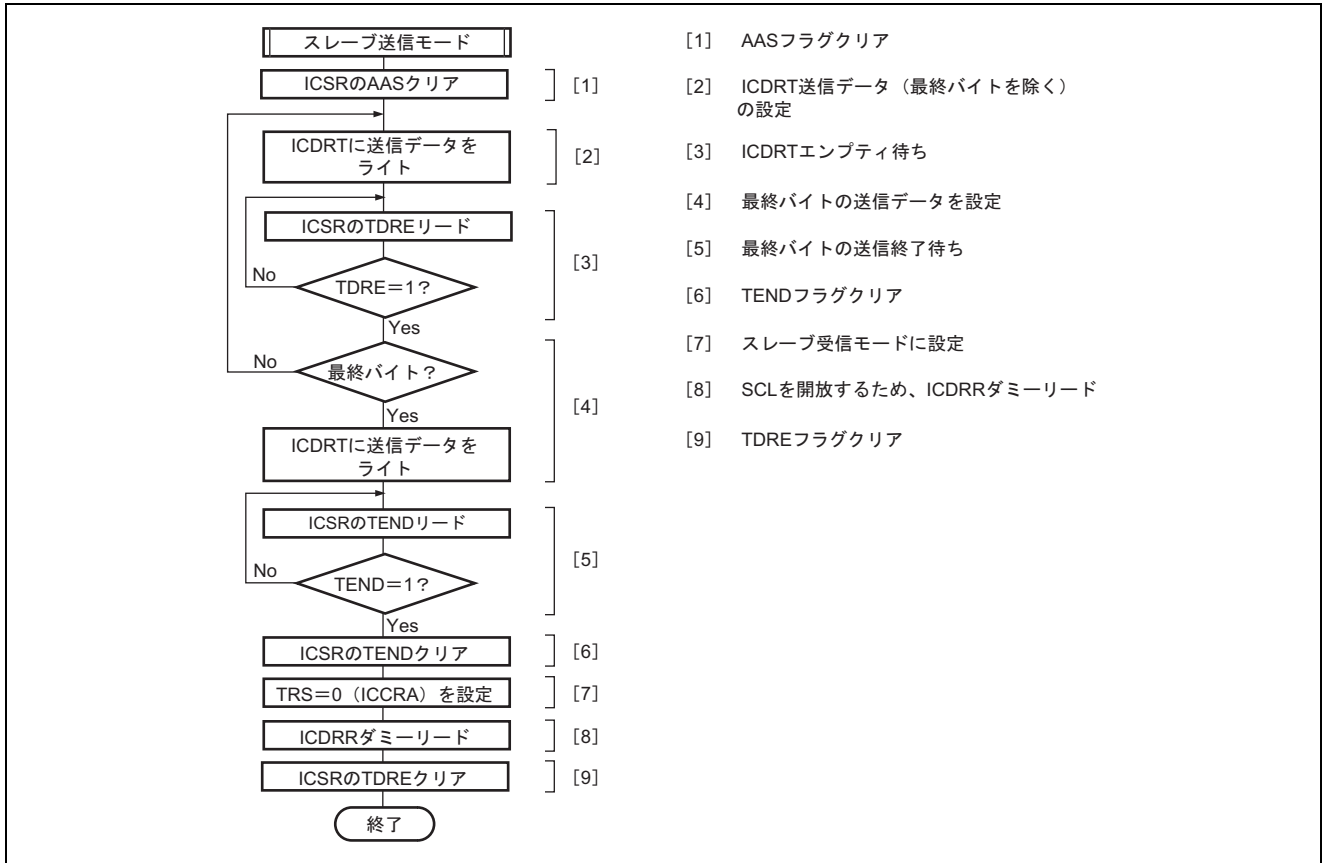 スレーブ送信モード
ICSRのAASクリア
[1]
ICDRTに送信データを
ライト
[2]
ICSRのTDREリード
[3]
No
TDRE=1?
Yes
No
最終バイト?
[4]
Yes
ICDRTに送信データを
ライト
ICSRのTENDリード
[5]
No
TEND=1?
Yes
ICSRのTENDクリア
[6]
TRS=0(ICCRA)を設定
[7]
ICDRRダミーリード
[8]
ICSRのTDREクリア
[9]
終了
[1] AASフラグクリア
[2] ICDRT送信データ(最終バイトを除く)
の設定
[3] ICDRTエンプティ待ち
[4] 最終バイトの送信データを設定
[5] 最終バイトの送信終了待ち
[6] TENDフラグクリア
[7] スレーブ受信モードに設定
[8] SCLを開放するため、ICDRRダミーリード
[9] TDREフラグクリア